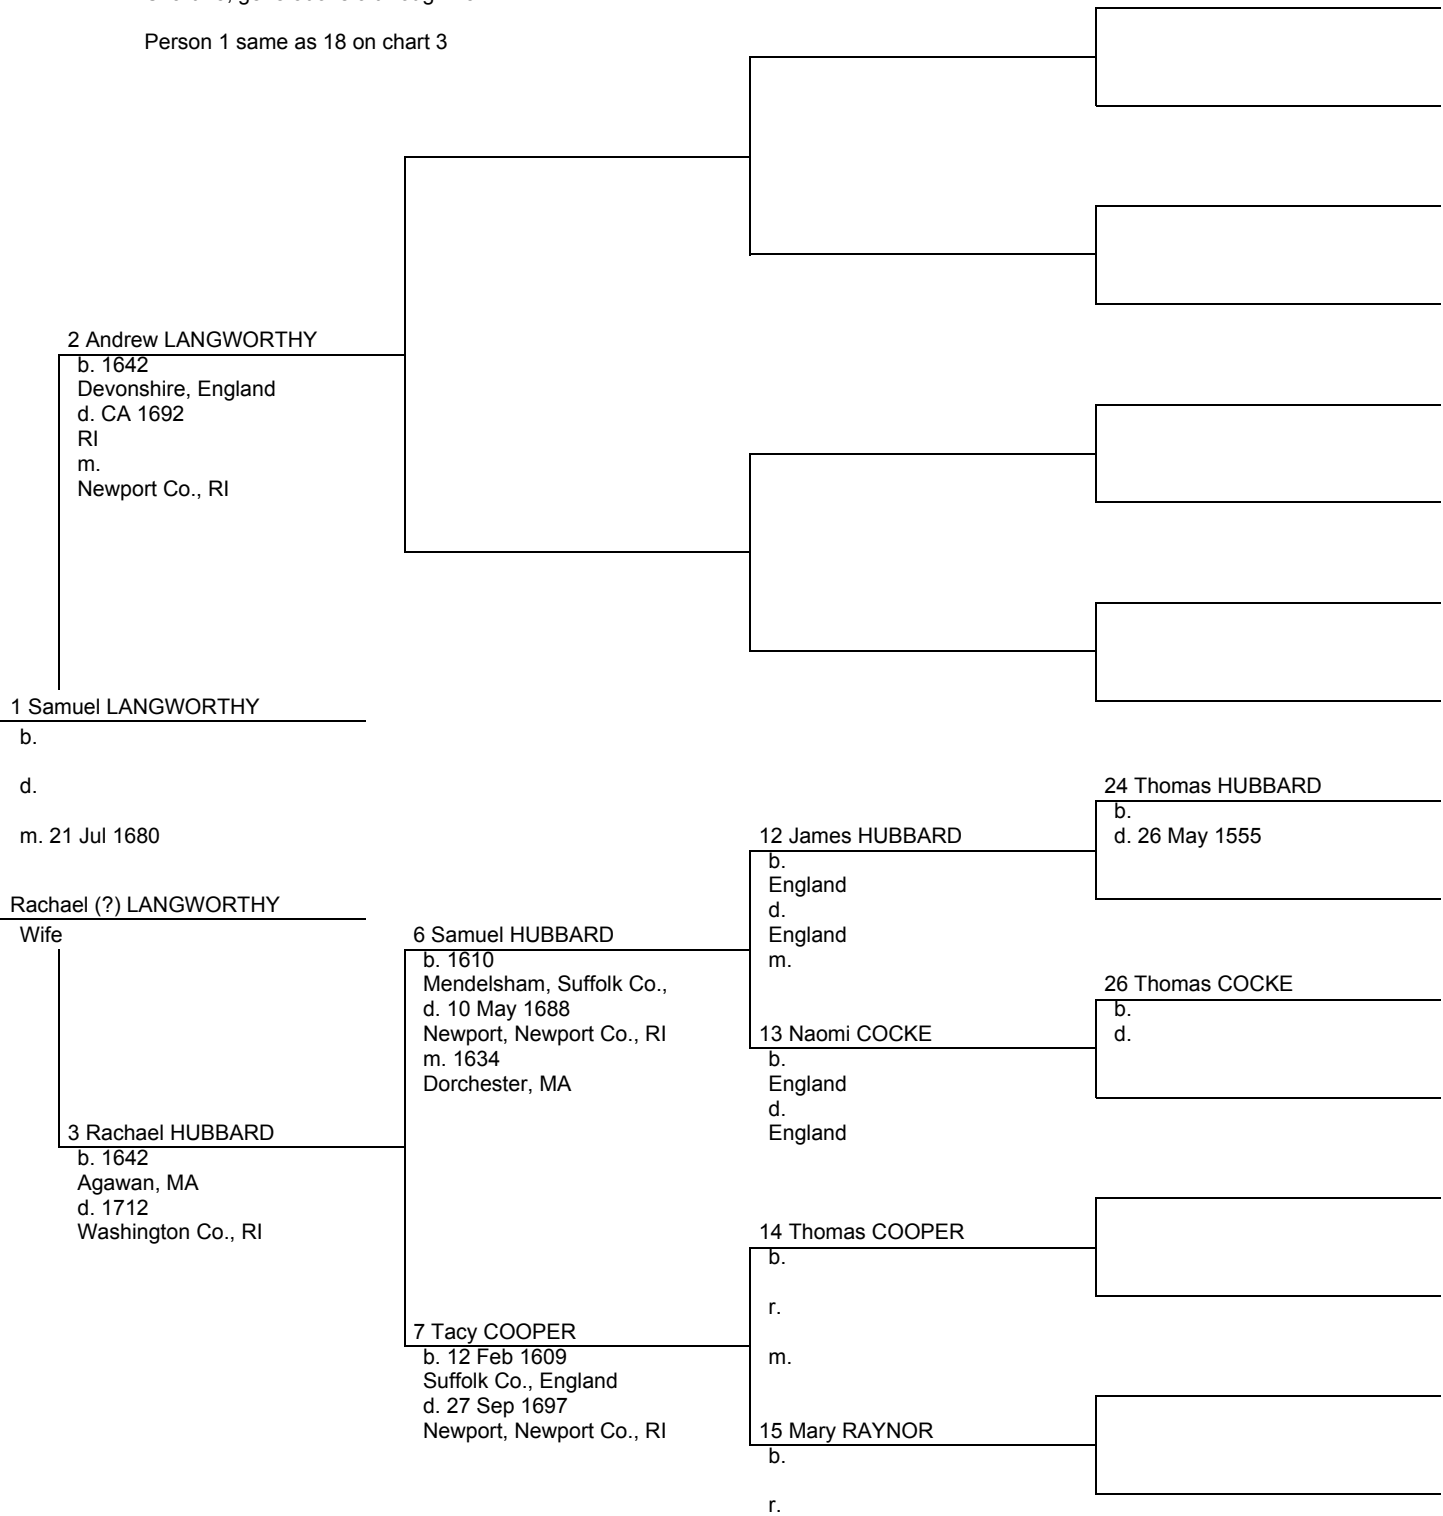 Person 1 same as 18 on chart 3
2 Andrew LANGWORTHY
b. 1642
Devonshire, England
d. CA 1692
RI
m.
Newport Co., RI
1 Samuel LANGWORTHY
b.
d.
m. 21 Jul 1680
Rachael (?) LANGWORTHY
Wife
3 Rachael HUBBARD
b. 1642
Agawan, MA
d. 1712
Washington Co., RI
6 Samuel HUBBARD
b. 1610
Mendelsham, Suffolk Co.,
d. 10 May 1688
Newport, Newport Co., RI
m. 1634
Dorchester, MA
7 Tacy COOPER
b. 12 Feb 1609
Suffolk Co., England
d. 27 Sep 1697
Newport, Newport Co., RI
12 James HUBBARD
b.
England
d.
England
m.
13 Naomi COCKE
b.
England
d.
England
14 Thomas COOPER
b.
r.
m.
15 Mary RAYNOR
b.
r.
24 Thomas HUBBARD
b.
d. 26 May 1555
26 Thomas COCKE
b.
d.